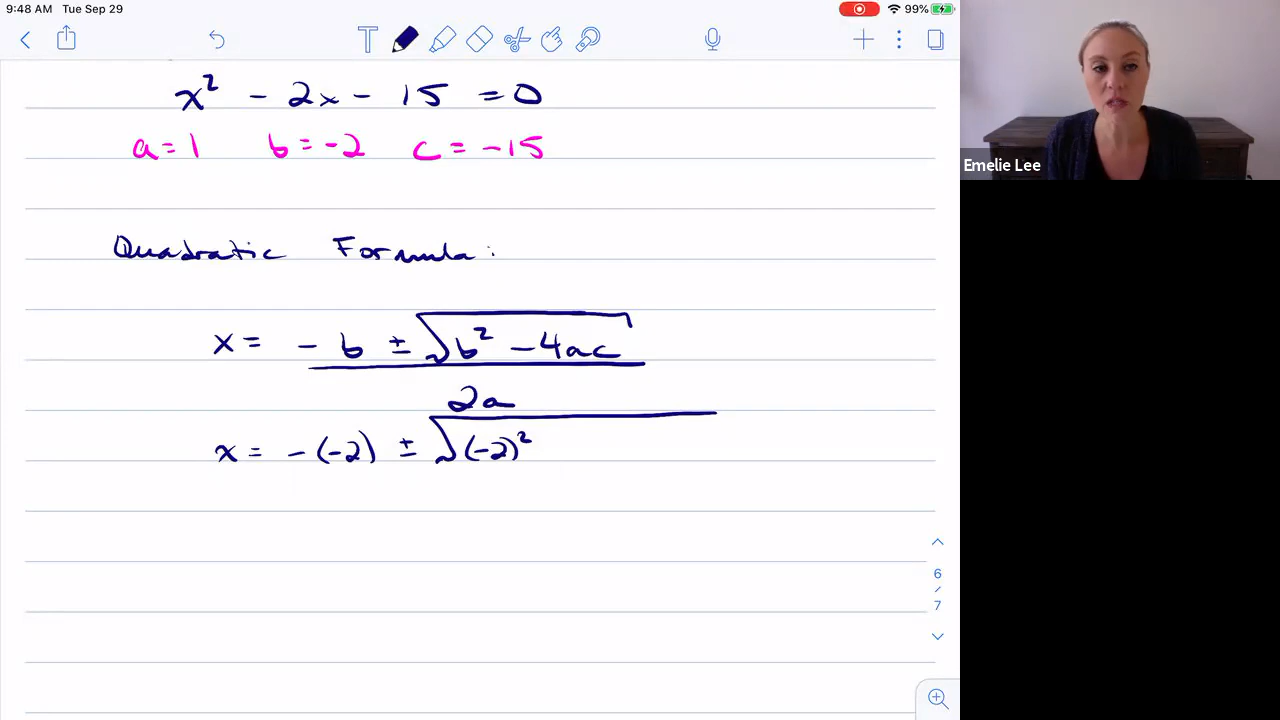 9:48 AM Tue Sep 29
99%
x² - 2x - 15 = 0
a = 1 b = -2 c = -15
Quadratic Formula:
x = - b ± √b² - 4ac
2a
x = - (-2) ± √(-2)²
Emelie Lee
6
/
7